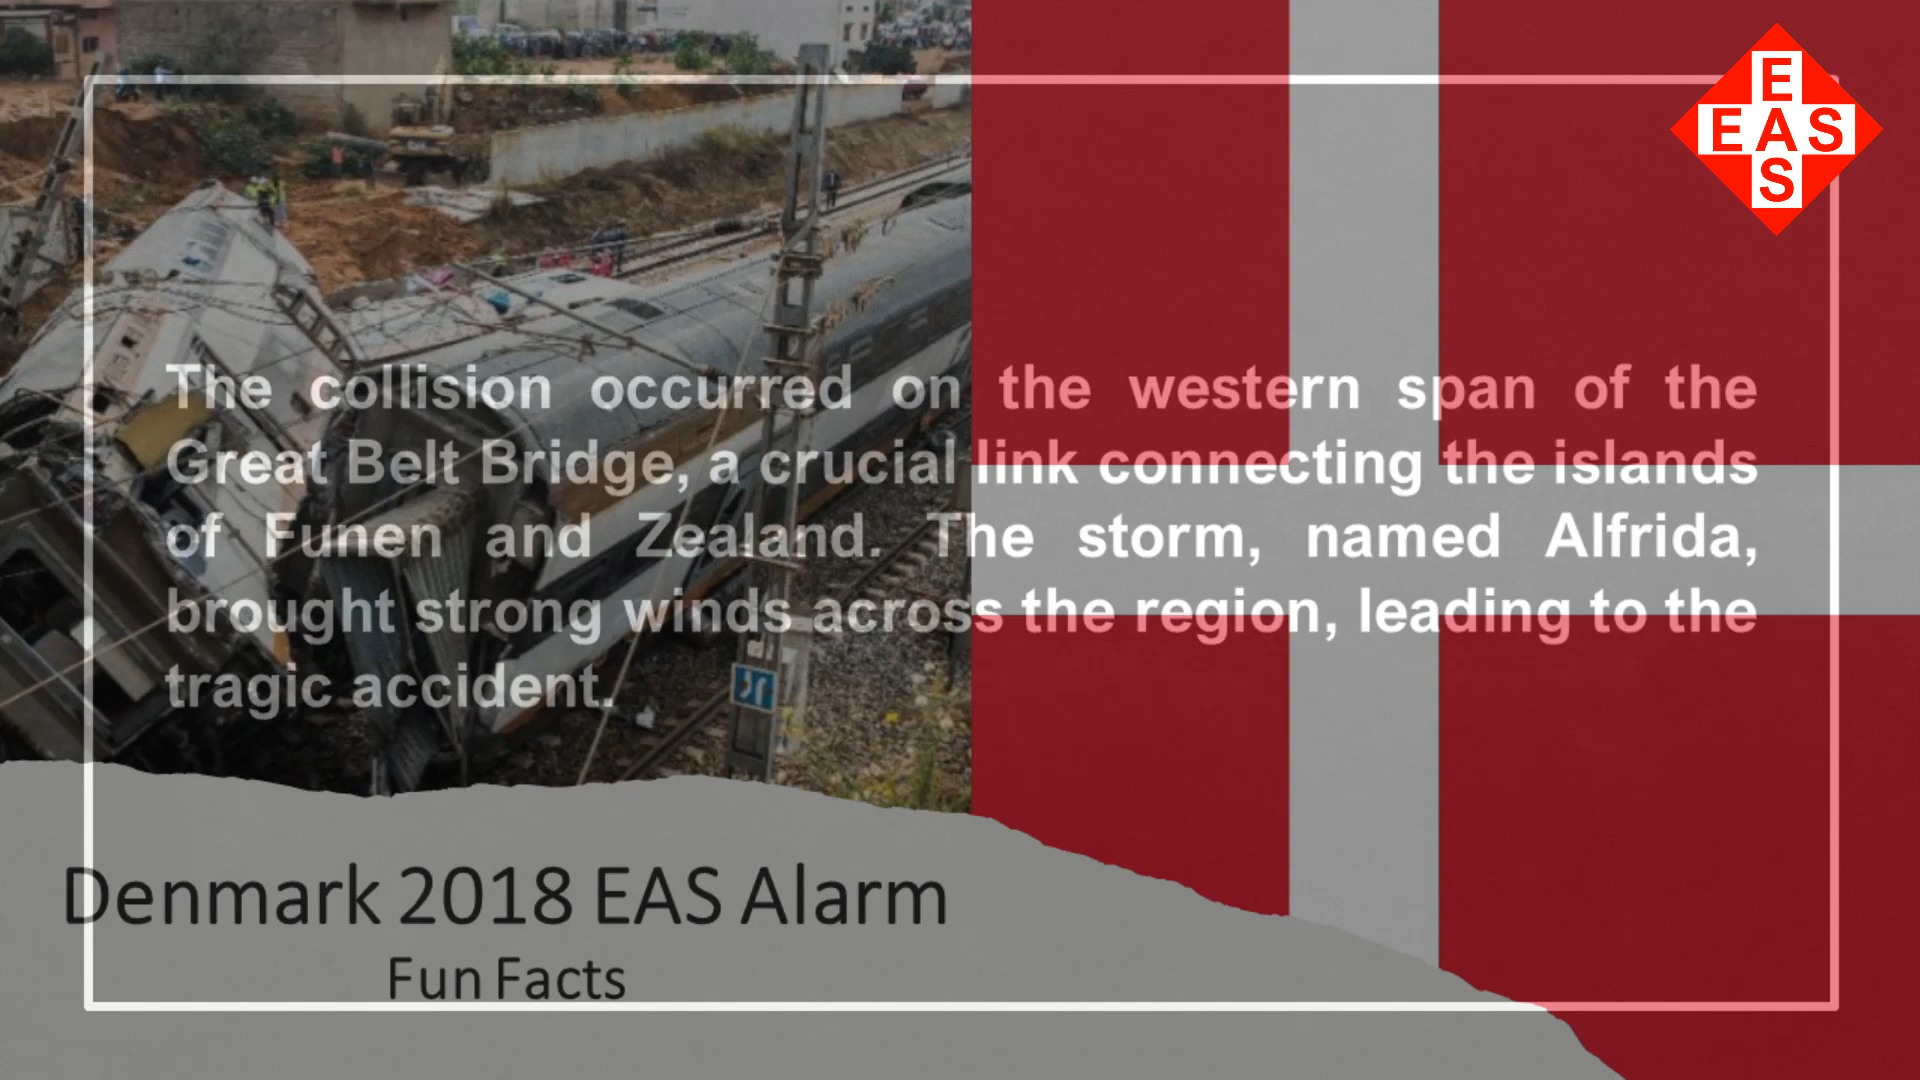 E
EAS
S
The collision occurred on the western span of the
Great Belt Bridge, a crucial link connecting the islands
of Funen and Zealand. The storm, named Alfrida,
brought strong winds across the region, leading to the
tragic accident.
Denmark 2018 EAS Alarm
Fun Facts